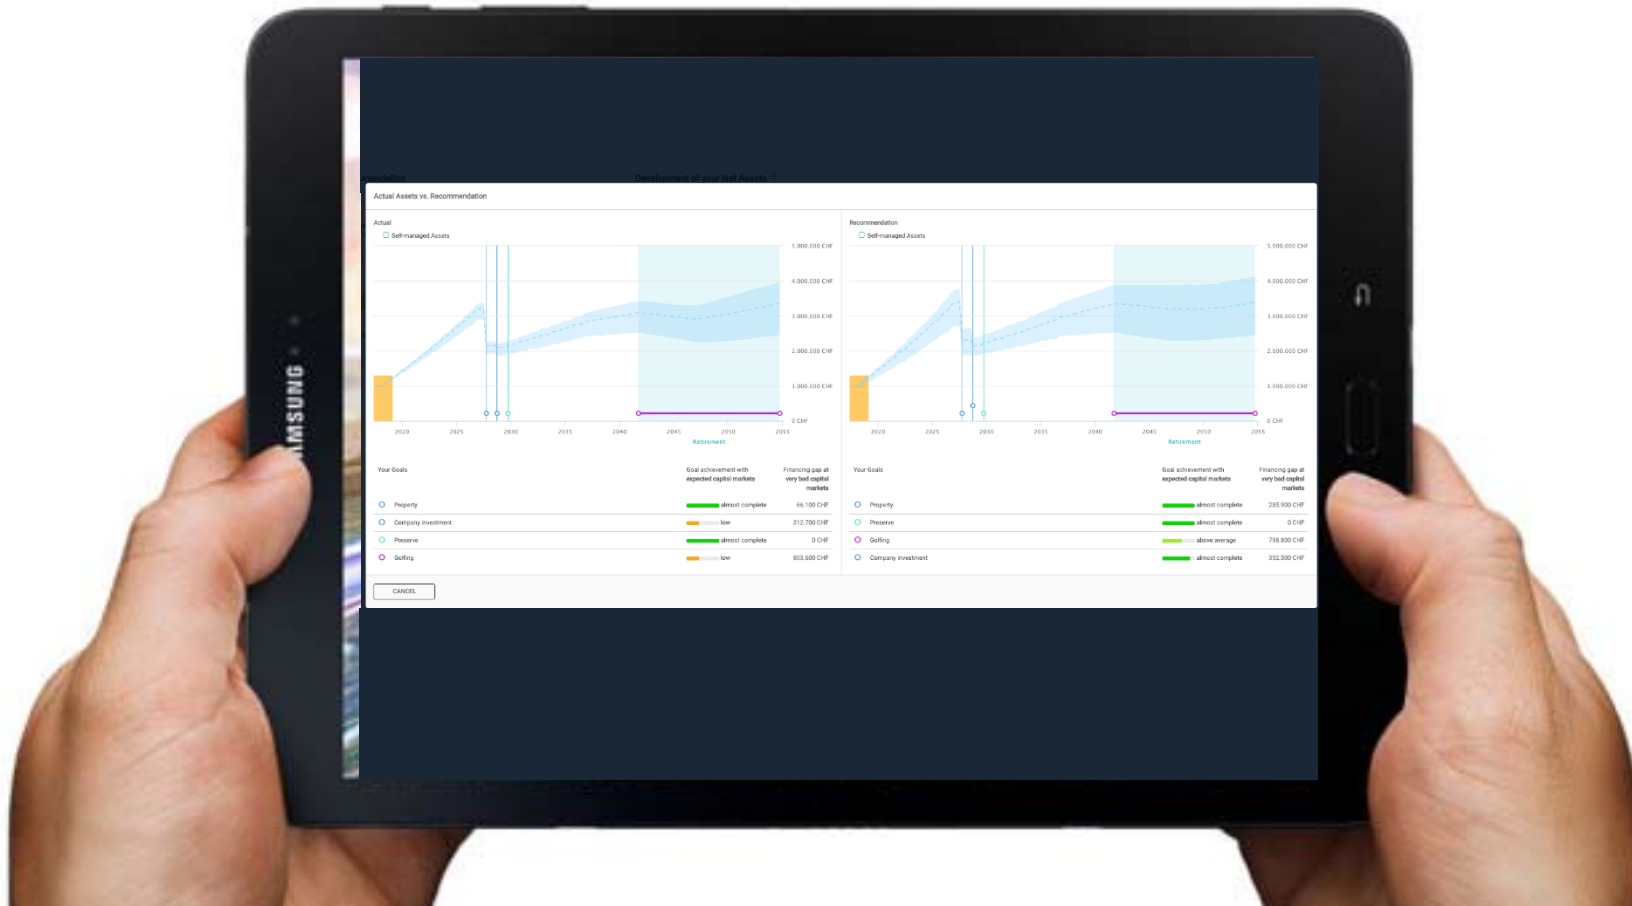 SAMSUNG
mendation
Development of your Net Assets
Actual Assets vs. Recommendation
Actual
Self-managed Assets
5.000.000 CHF
4.000.000 CHF
3.000.000 CHF
2.000.000 CHF
1.000.000 CHF
0 CHF
2020 2025 2030 2035 2040 2045 2050 2055
Retirement
Your Goals Goal achievement with expected capital markets Financing gap at very bad capital markets
Property almost complete 66.100 CHF
Company investment low 312.700 CHF
Preserve almost complete 0 CHF
Golfing low 803.600 CHF
Recommendation
Self-managed Assets
5.000.000 CHF
4.000.000 CHF
3.000.000 CHF
2.000.000 CHF
1.000.000 CHF
0 CHF
2020 2025 2030 2035 2040 2045 2050 2055
Retirement
Your Goals Goal achievement with expected capital markets Financing gap at very bad capital markets
Property almost complete 285.900 CHF
Preserve almost complete 0 CHF
Golfing above average 798.800 CHF
Company investment almost complete 352.500 CHF
CANCEL